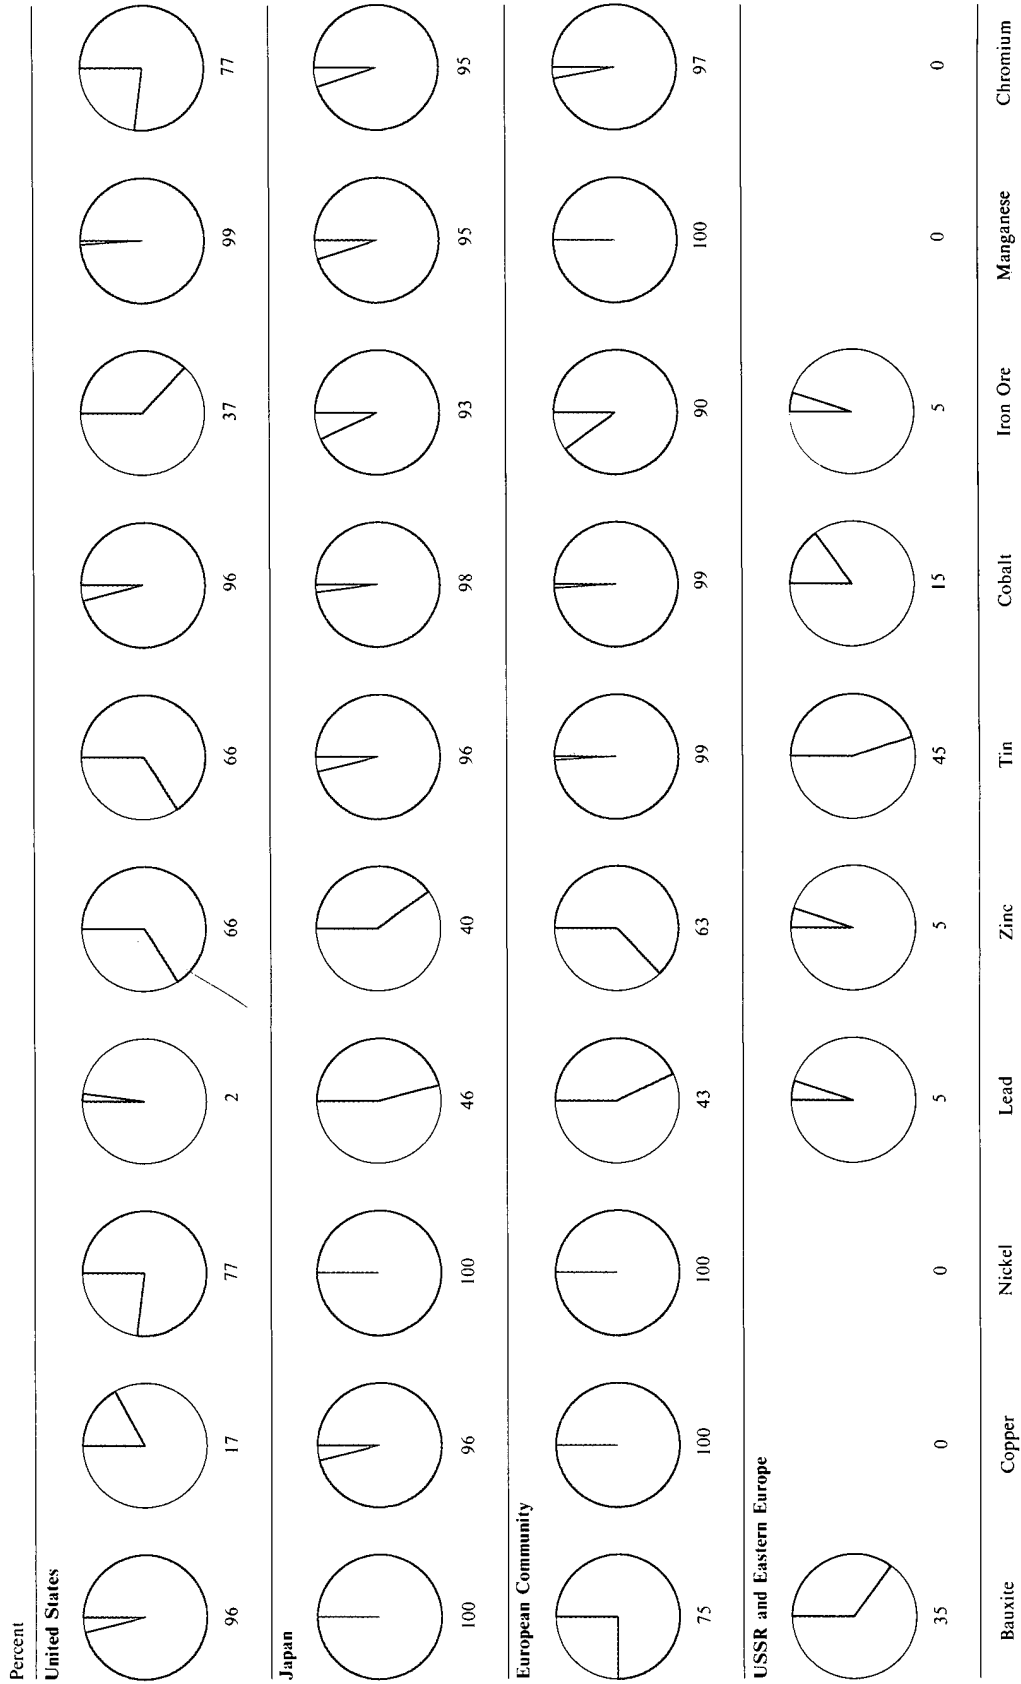 Percent
United States
96 17 77 2 66 66 96 37 99 77
Japan
100 96 100 46 40 96 98 93 95 95
European Community
75 100 100 43 63 99 99 90 100 97
USSR and Eastern Europe
35 0 0 5 5 45 15 5 0 0
Bauxite Copper Nickel Lead Zinc Tin Cobalt Iron Ore Manganese Chromium